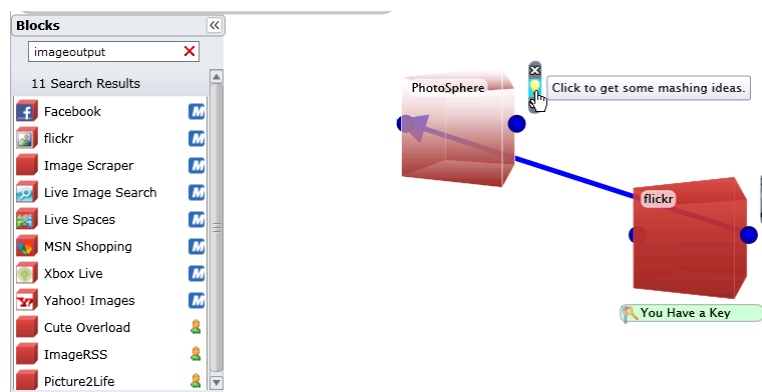 Blocks
imageoutput
11 Search Results
Facebook
flickr
Image Scraper
Live Image Search
Live Spaces
MSN Shopping
Xbox Live
Yahoo! Images
Cute Overload
ImageRSS
Picture2Life
PhotoSphere
Click to get some mashing ideas.
flickr
You Have a Key